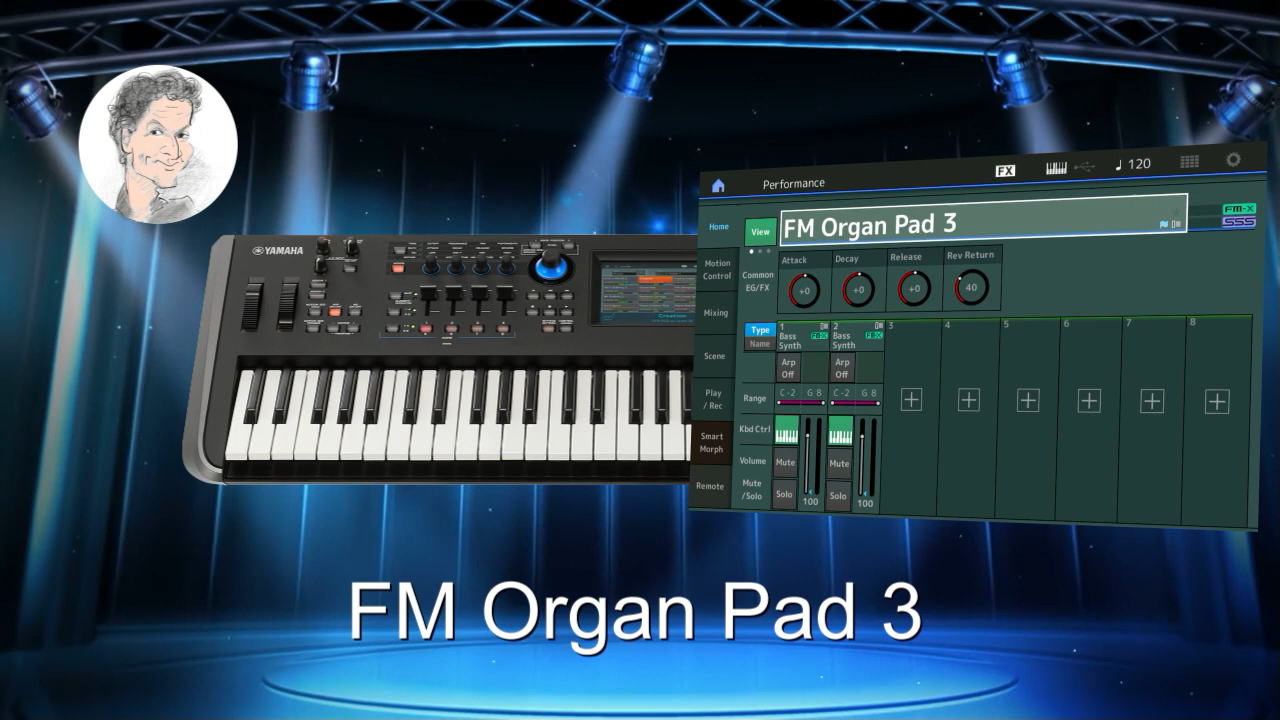 YAMAHA
Performance
FX
♩ 120
Home
View
FM Organ Pad 3
FM-X
SSS
Motion
Control
Common
EG/FX
Attack
+0
Decay
+0
Release
+0
Rev Return
40
Mixing
Scene
Play
/ Rec
Smart
Morph
Remote
Type
Name
1
Bass
Synth
2
Bass
Synth
3
4
5
6
7
8
Arp
Off
Arp
Off
Range
C -2
G 8
C -2
G 8
Kbd Ctrl
Volume
Mute
/Solo
Mute
Solo
100
Mute
Solo
100
FM Organ Pad 3